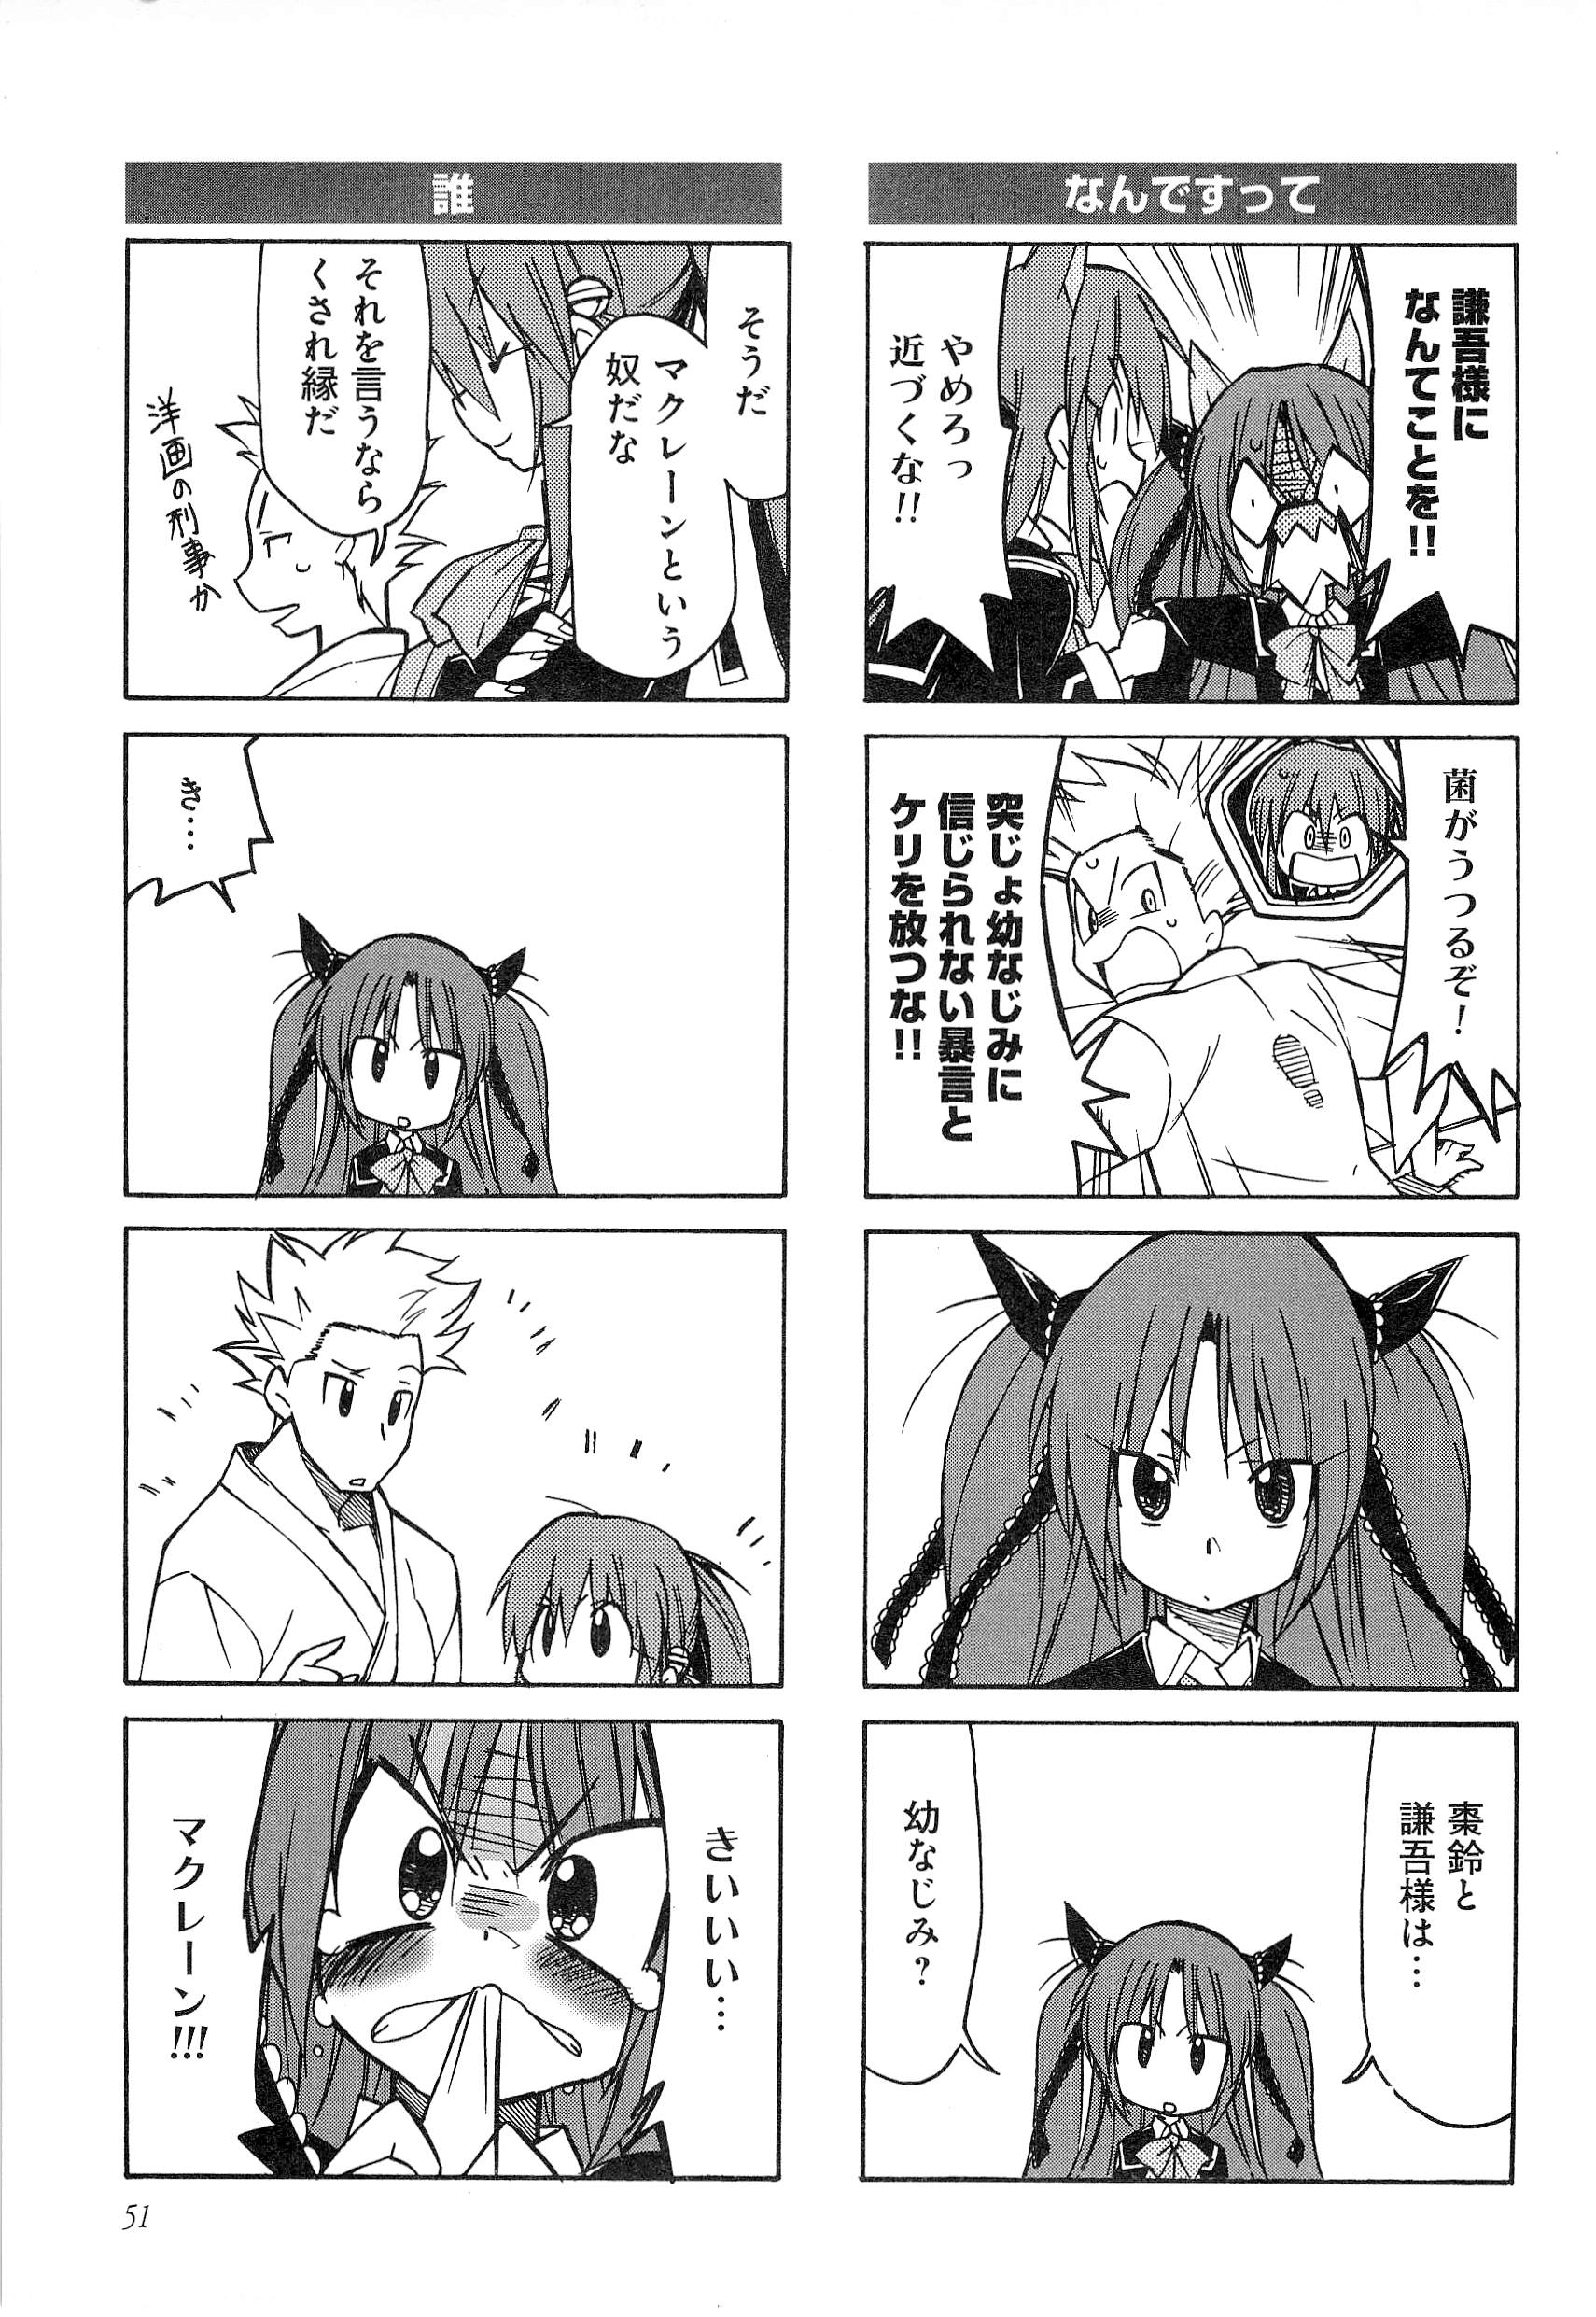 なんですって
謙吾様に
なんてことを!!
やめろっ
近づくな!!
菌がうつるぞ!
突じょ幼なじみに
信じられない暴言と
ケリを放つな!!
棗鈴と
謙吾様は…
幼なじみ?
誰
そうだ
マクレーンという
奴だな
それを言うなら
くされ縁だ
洋画の刑事か
き…
きいいい…
マクレーン!!!
51